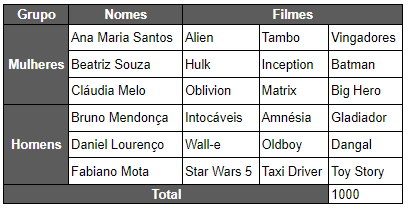 Grupo Nomes Filmes
Ana Maria Santos Alien Tambo Vingadores
Mulheres Beatriz Souza Hulk Inception Batman
Cláudia Melo Oblivion Matrix Big Hero
Bruno Mendonça Intocáveis Amnésia Gladiador
Homens Daniel Lourenço Wall-e Oldboy Dangal
Fabiano Mota Star Wars 5 Taxi Driver Toy Story
Total 1000